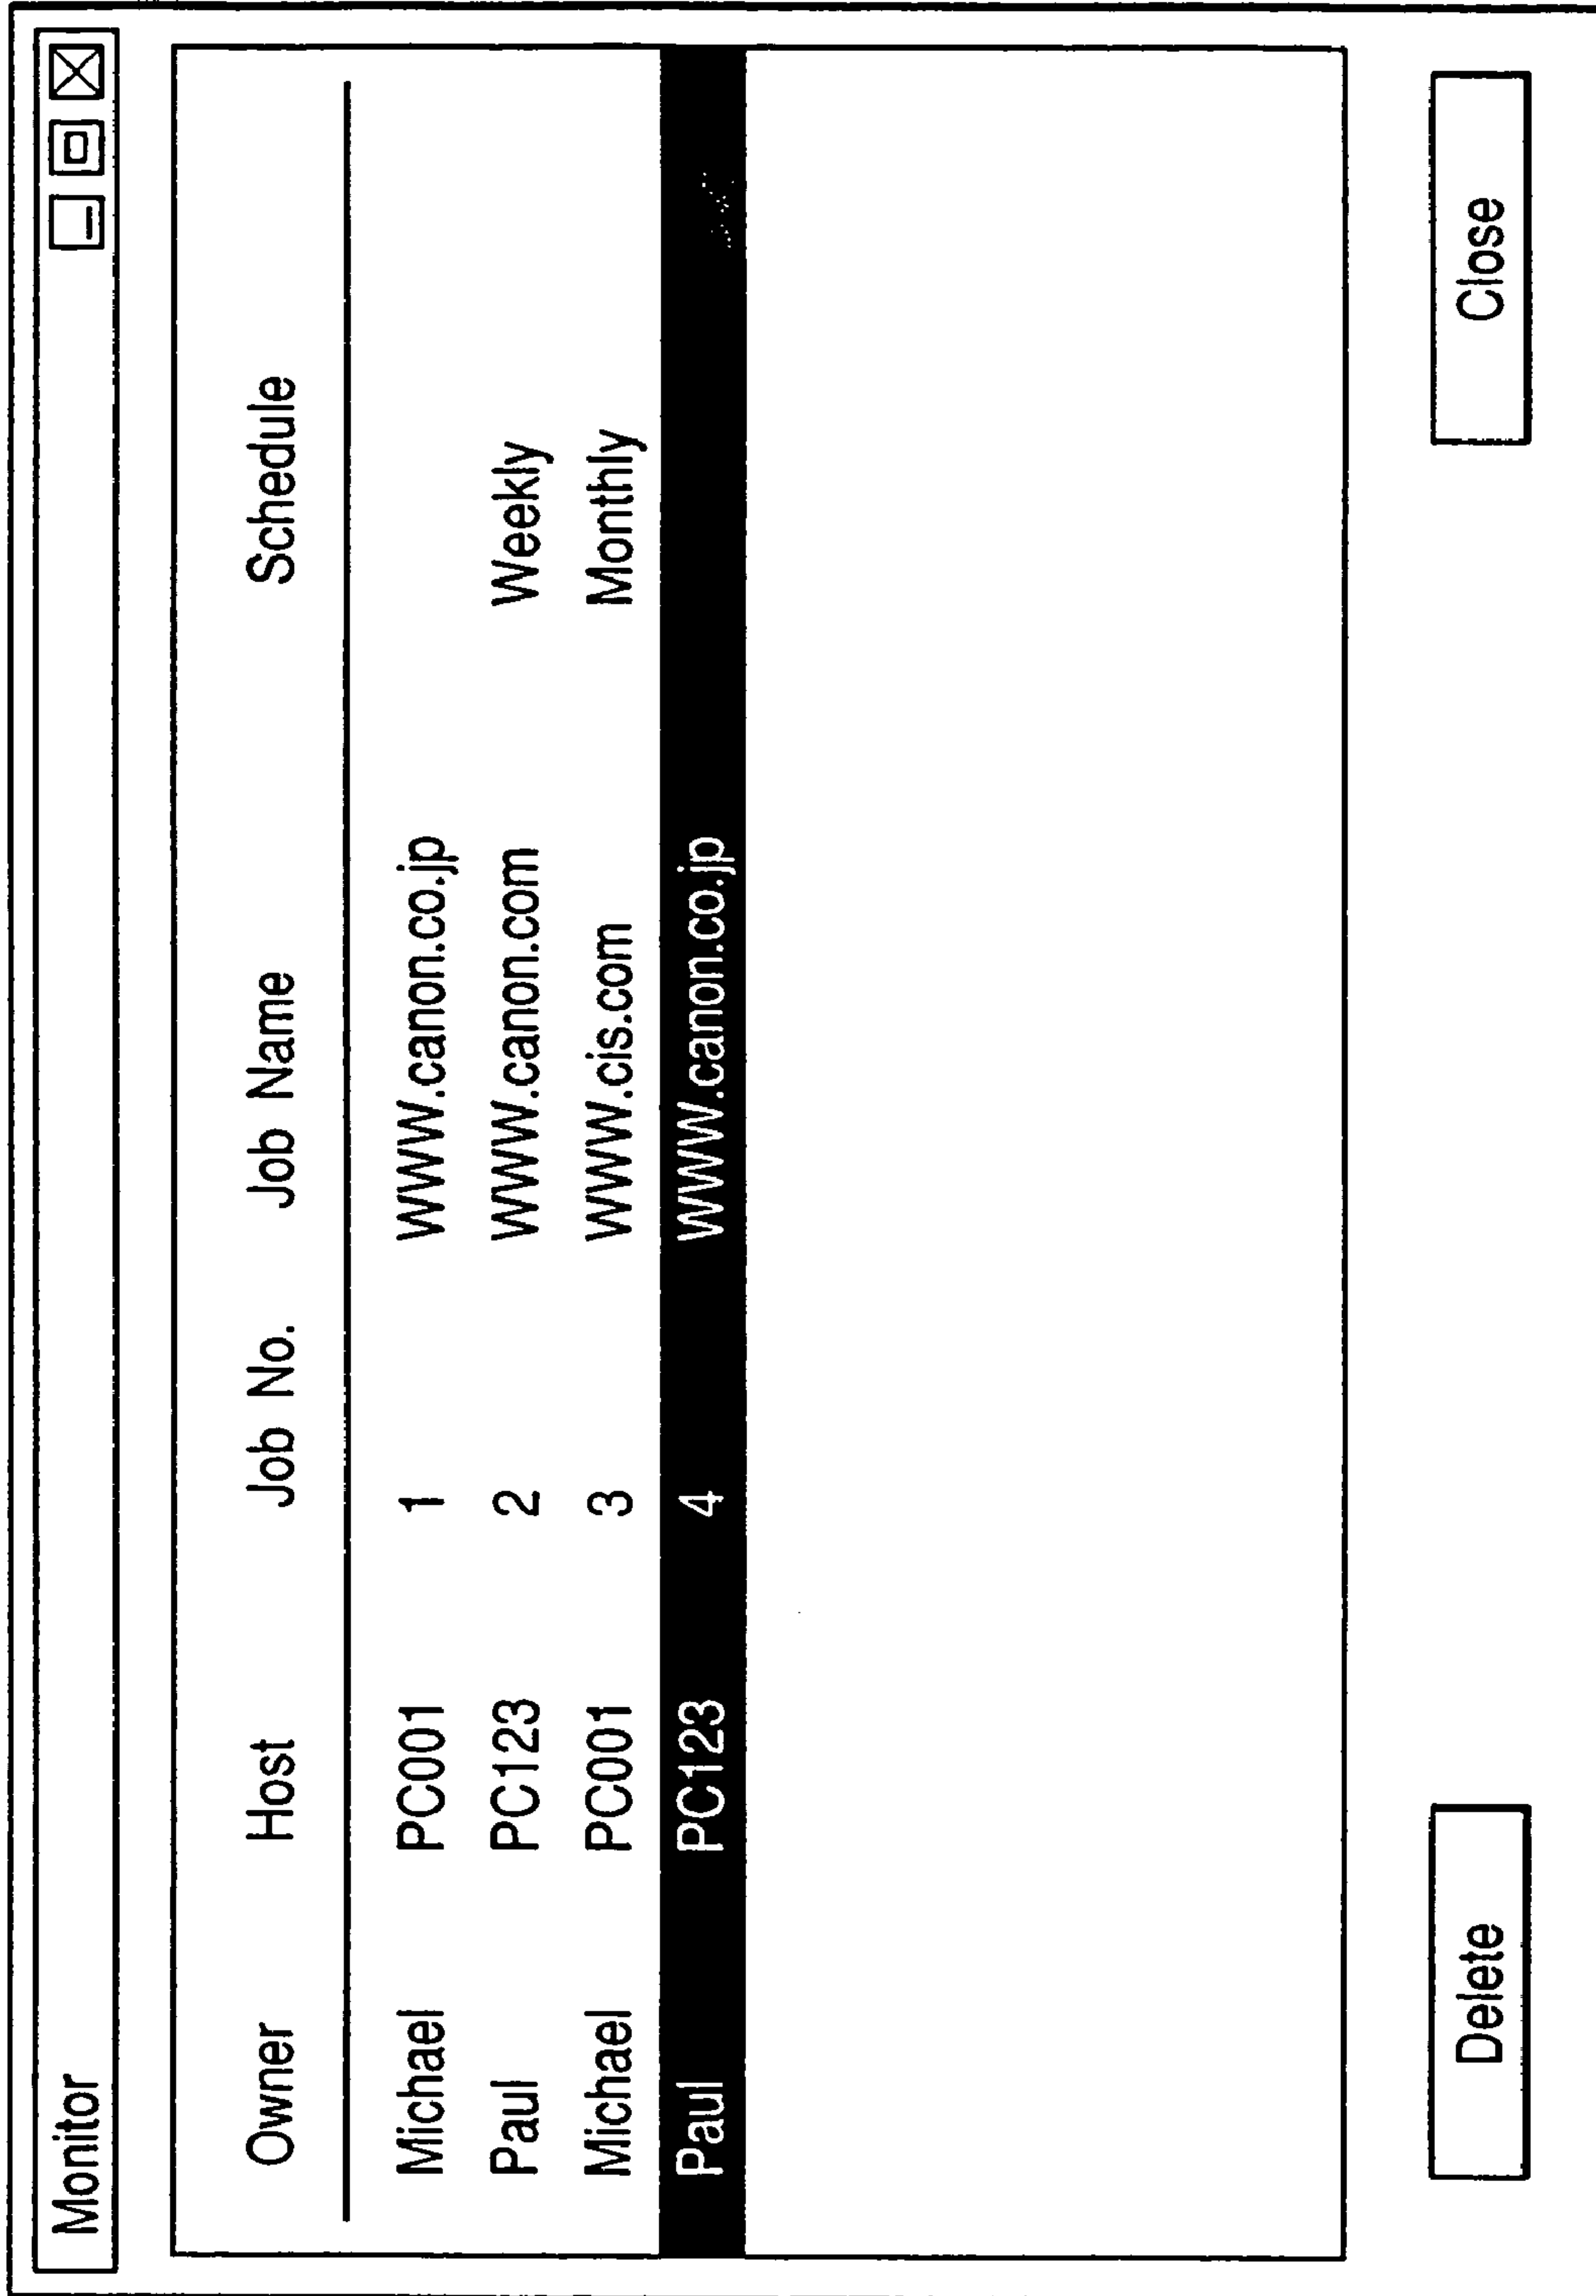 Monitor
Owner Host Job No. Job Name Schedule
Michael PC001 1 WWW.canon.co.jp
Paul PC123 2 WWW.canon.com Weekly
Michael PC001 3 WWW.cis.com Monthly
Paul PC123 4 WWW.canon.co.jp
Delete Close